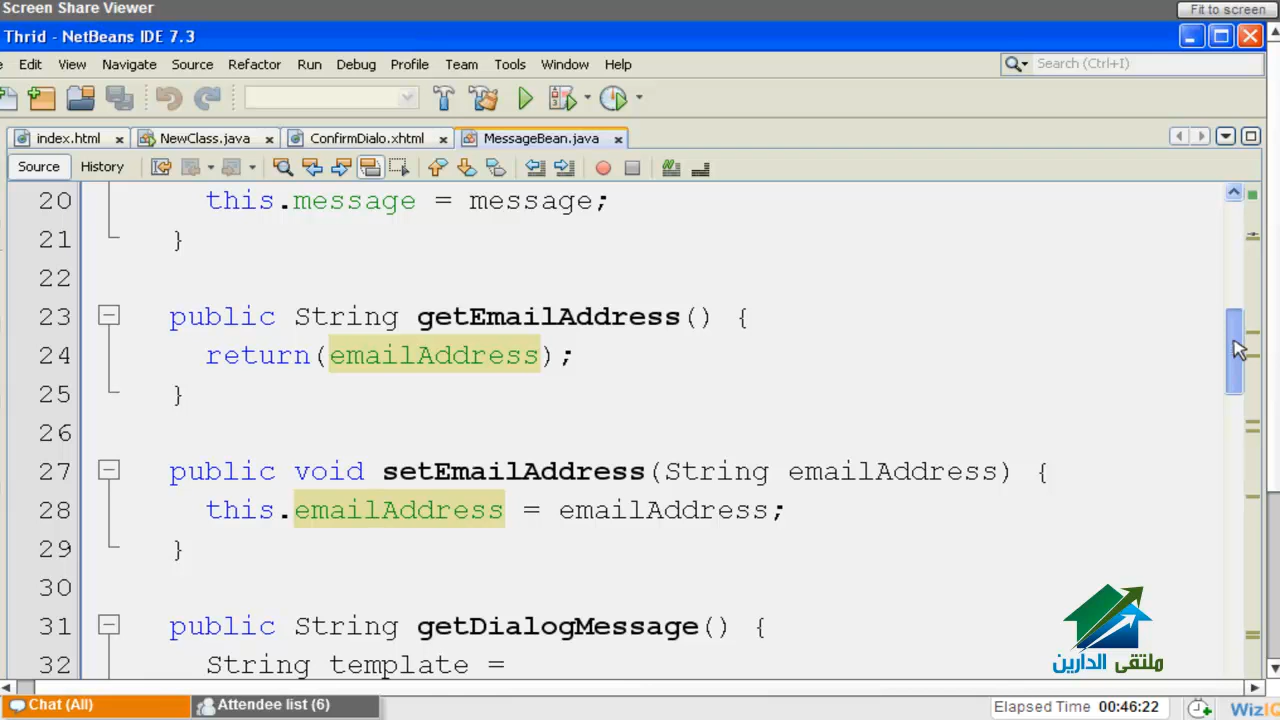 Screen Share Viewer
Fit to screen
Thrid - NetBeans IDE 7.3
Edit View Navigate Source Refactor Run Debug Profile Team Tools Window Help
Search (Ctrl+I)
index.html NewClass.java ConfirmDialo.xhtml MessageBean.java
Source History
20 this.message = message;
21 }
22
23 public String getEmailAddress() {
24 return(emailAddress);
25 }
26
27 public void setEmailAddress(String emailAddress) {
28 this.emailAddress = emailAddress;
29 }
30
31 public String getDialogMessage() {
32 String template =
ملتقى الدارين
Chat (All) Attendee list (6) Elapsed Time 00:46:22